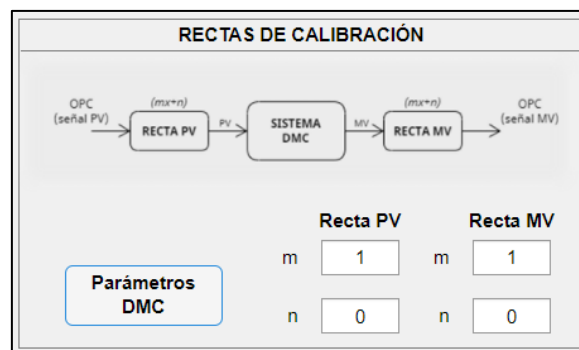 RECTAS DE CALIBRACIÓN
OPC
(señal PV)
(mx+n)
RECTA PV
PV
SISTEMA
DMC
MV
(mx+n)
RECTA MV
OPC
(señal MV)
Recta PV Recta MV
m 1 m 1
Parámetros
DMC
n 0 n 0